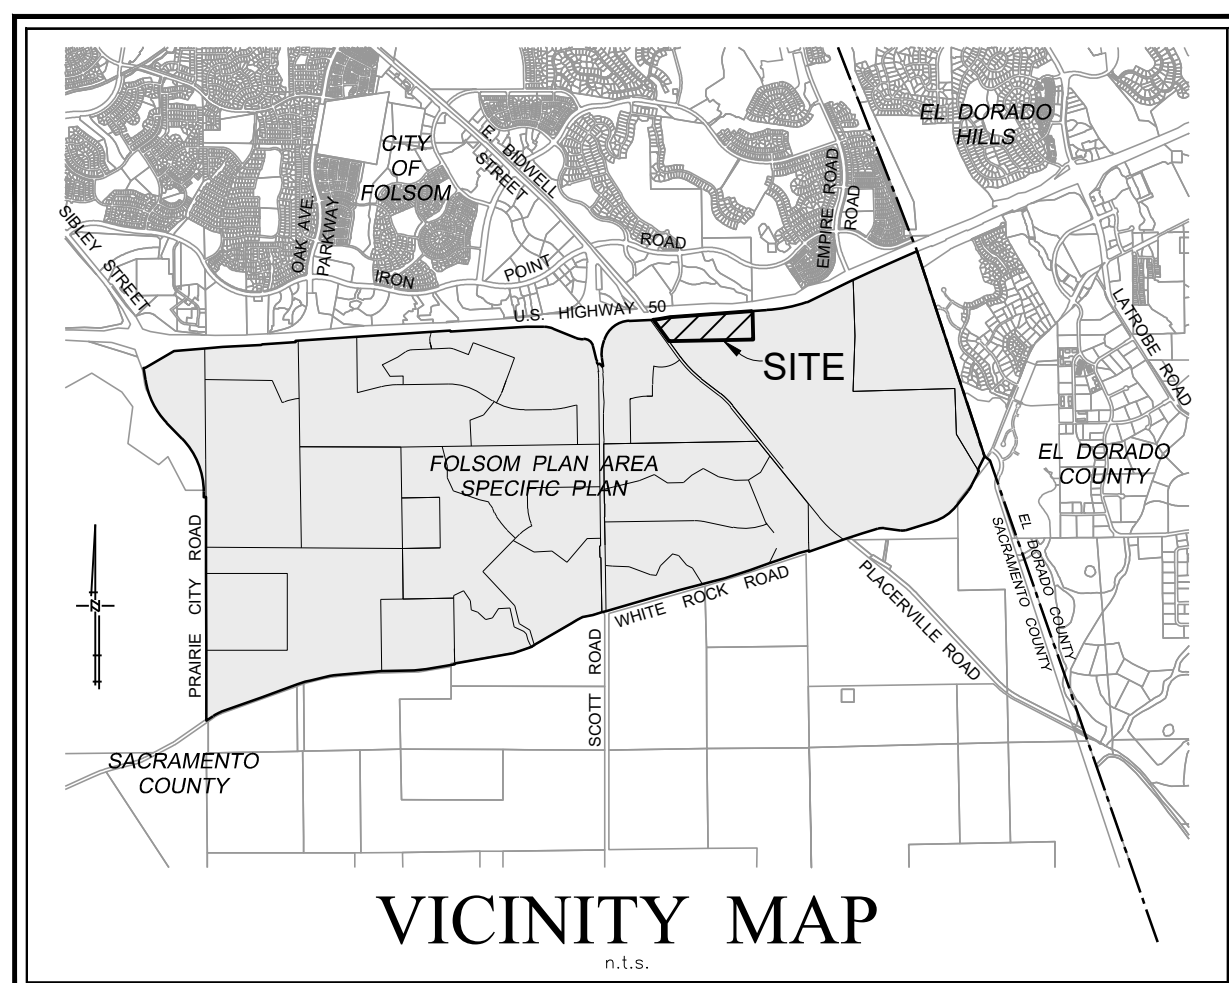 EL DORADO
HILLS
CITY
OF
FOLSOM
E. BIDWELL
STREET
EMPIRE ROAD
ROAD
SIBLEY
STREET
OAK AVE.
PARKWAY
IRON
POINT
ROAD
U.S. HIGHWAY 50
LATROBE ROAD
SITE
FOLSOM PLAN AREA
SPECIFIC PLAN
EL DORADO
COUNTY
N
PRAIRIE CITY ROAD
WHITE ROCK ROAD
SCOTT ROAD
PLACERVILLE ROAD
EL DORADO COUNTY
SACRAMENTO COUNTY
SACRAMENTO
COUNTY
VICINITY MAP
n.t.s.